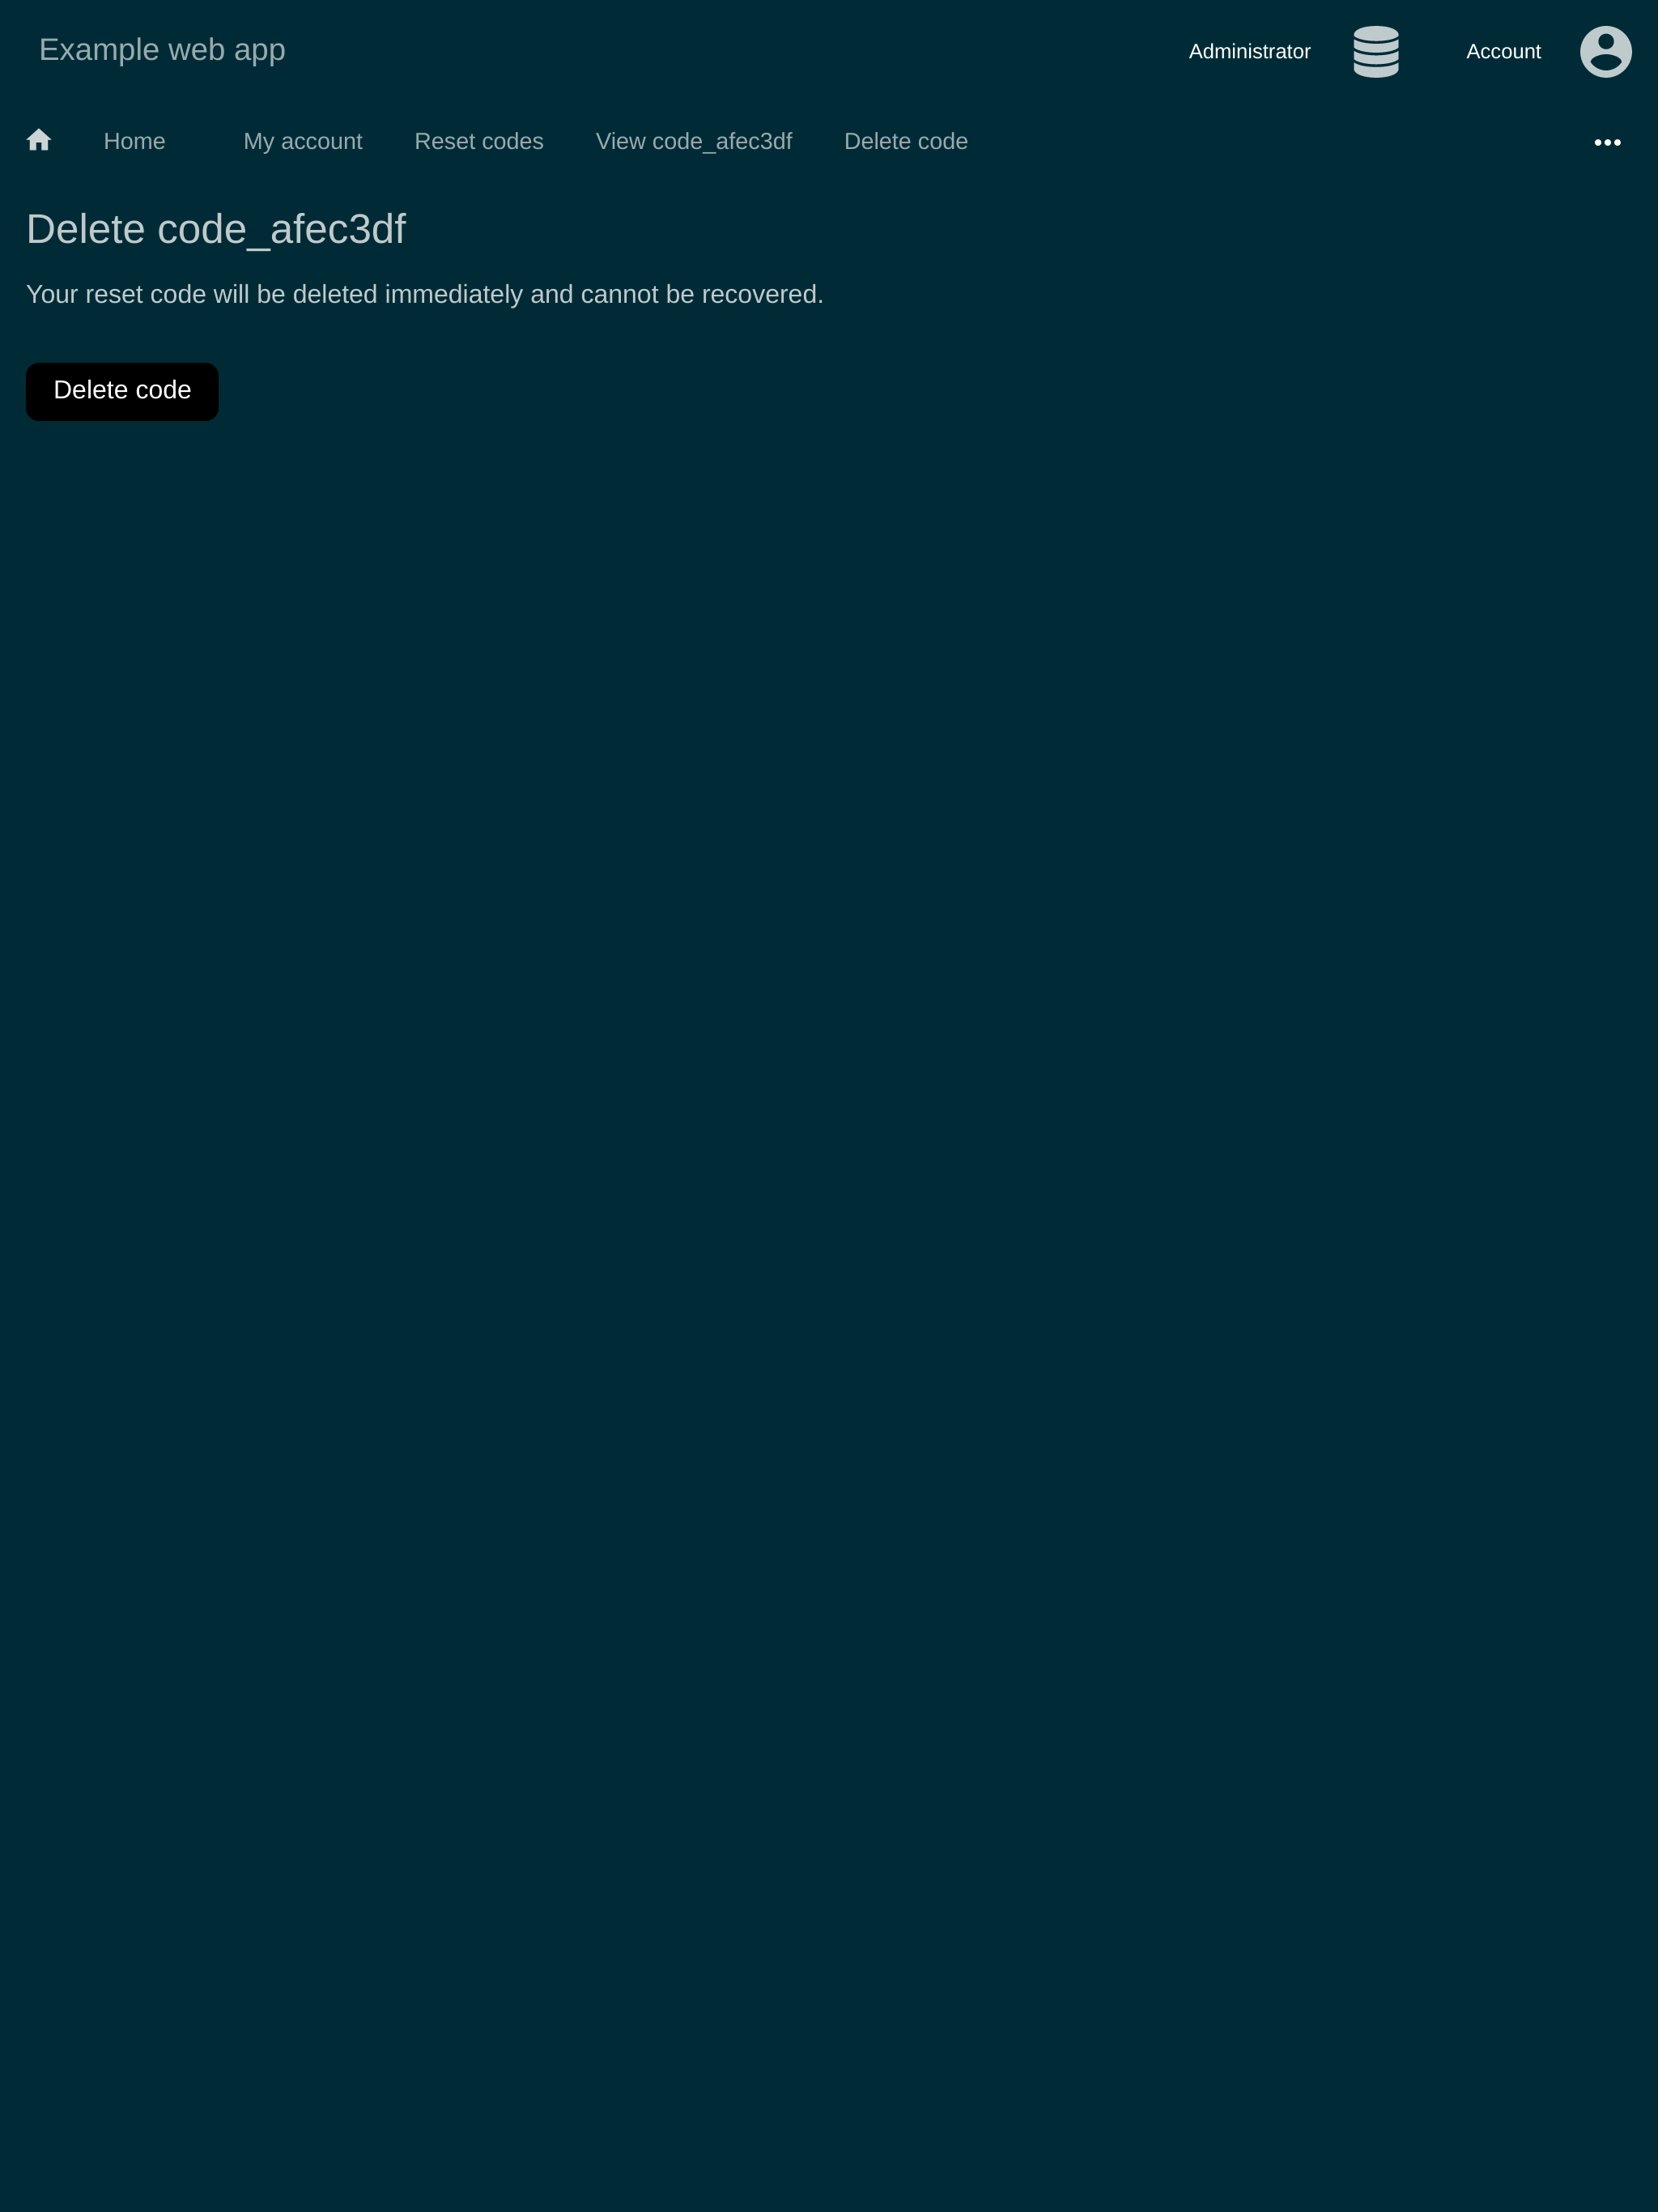 Example web app
Administrator
Account
Home
My account
Reset codes
View code_afec3df
Delete code
Delete code_afec3df
Your reset code will be deleted immediately and cannot be recovered.
Delete code